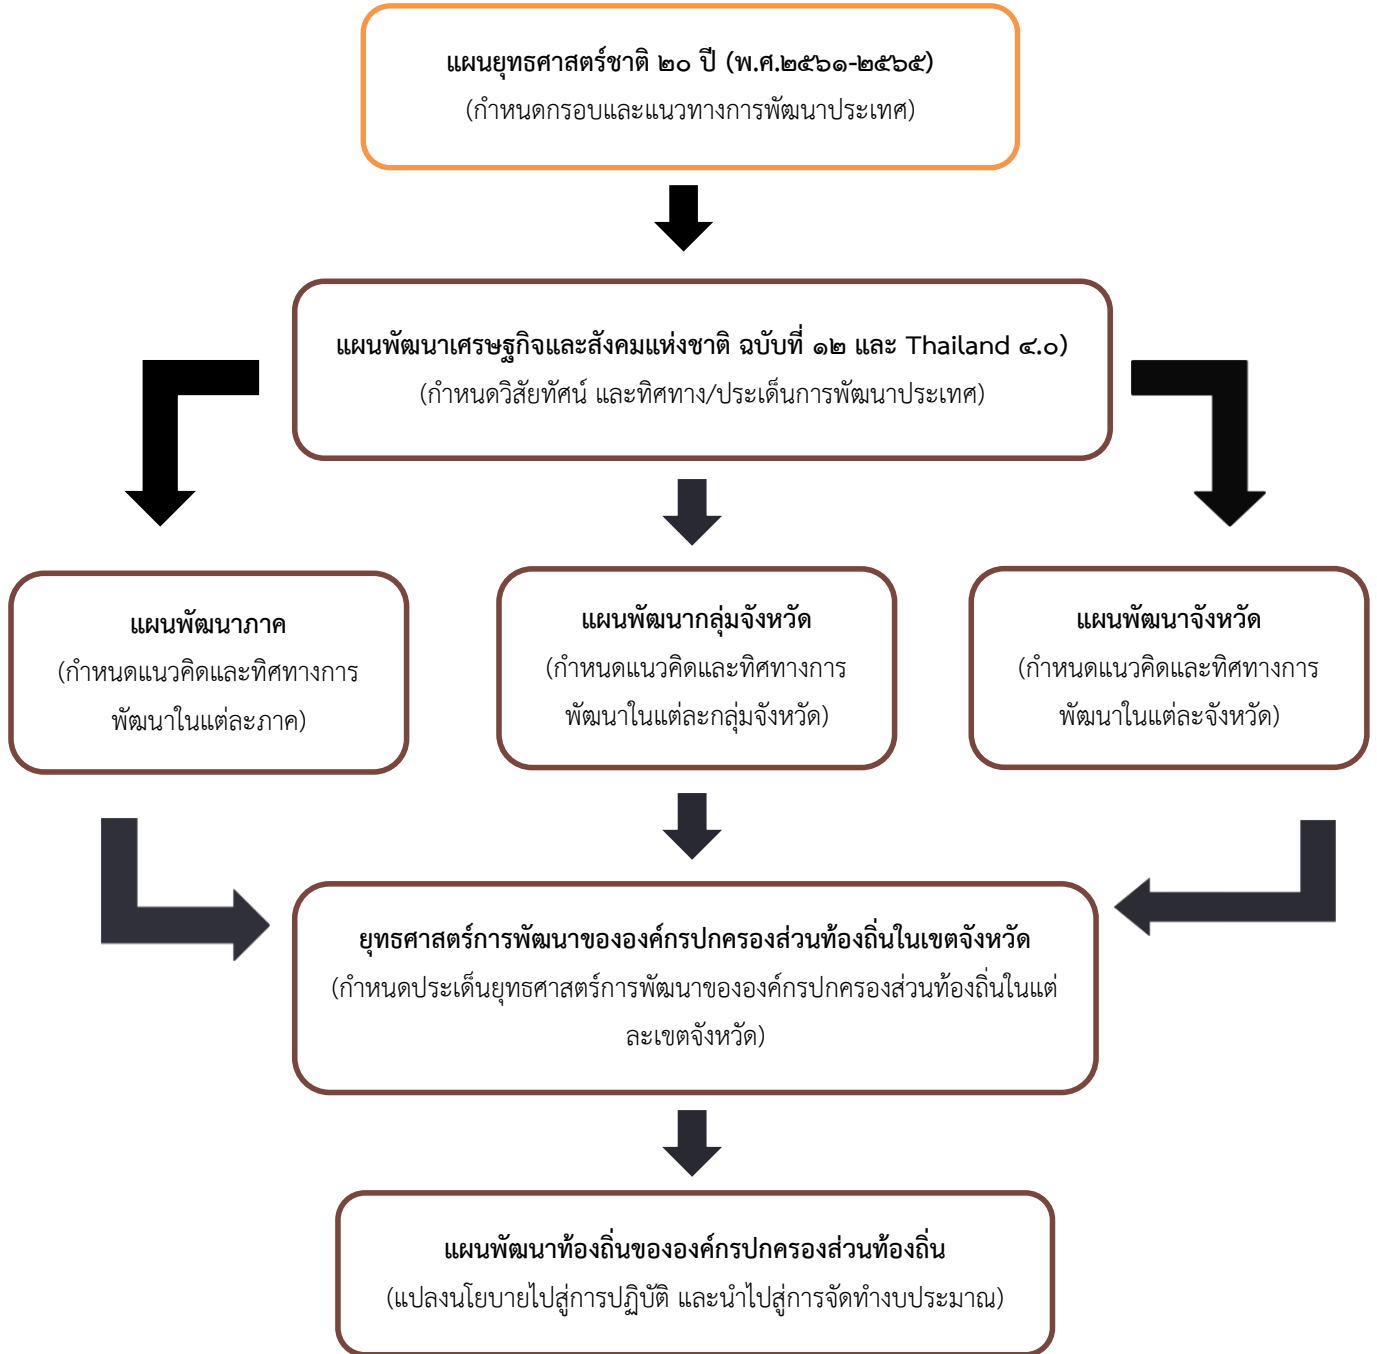 แผนยุทธศาสตร์ชาติ ๒๐ ปี (พ.ศ.๒๕๖๑-๒๕๖๕)
(กำหนดกรอบและแนวทางการพัฒนาประเทศ)
แผนพัฒนาเศรษฐกิจและสังคมแห่งชาติ ฉบับที่ ๑๒ และ Thailand ๔.๐)
(กำหนดวิสัยทัศน์ และทิศทาง/ประเด็นการพัฒนาประเทศ)
แผนพัฒนาภาค
(กำหนดแนวคิดและทิศทางการ
พัฒนาในแต่ละภาค)
แผนพัฒนากลุ่มจังหวัด
(กำหนดแนวคิดและทิศทางการ
พัฒนาในแต่ละกลุ่มจังหวัด)
แผนพัฒนาจังหวัด
(กำหนดแนวคิดและทิศทางการ
พัฒนาในแต่ละจังหวัด)
ยุทธศาสตร์การพัฒนาขององค์กรปกครองส่วนท้องถิ่นในเขตจังหวัด
(กำหนดประเด็นยุทธศาสตร์การพัฒนาขององค์กรปกครองส่วนท้องถิ่นในแต่
ละเขตจังหวัด)
แผนพัฒนาท้องถิ่นขององค์กรปกครองส่วนท้องถิ่น
(แปลงนโยบายไปสู่การปฏิบัติ และนำไปสู่การจัดทำงบประมาณ)